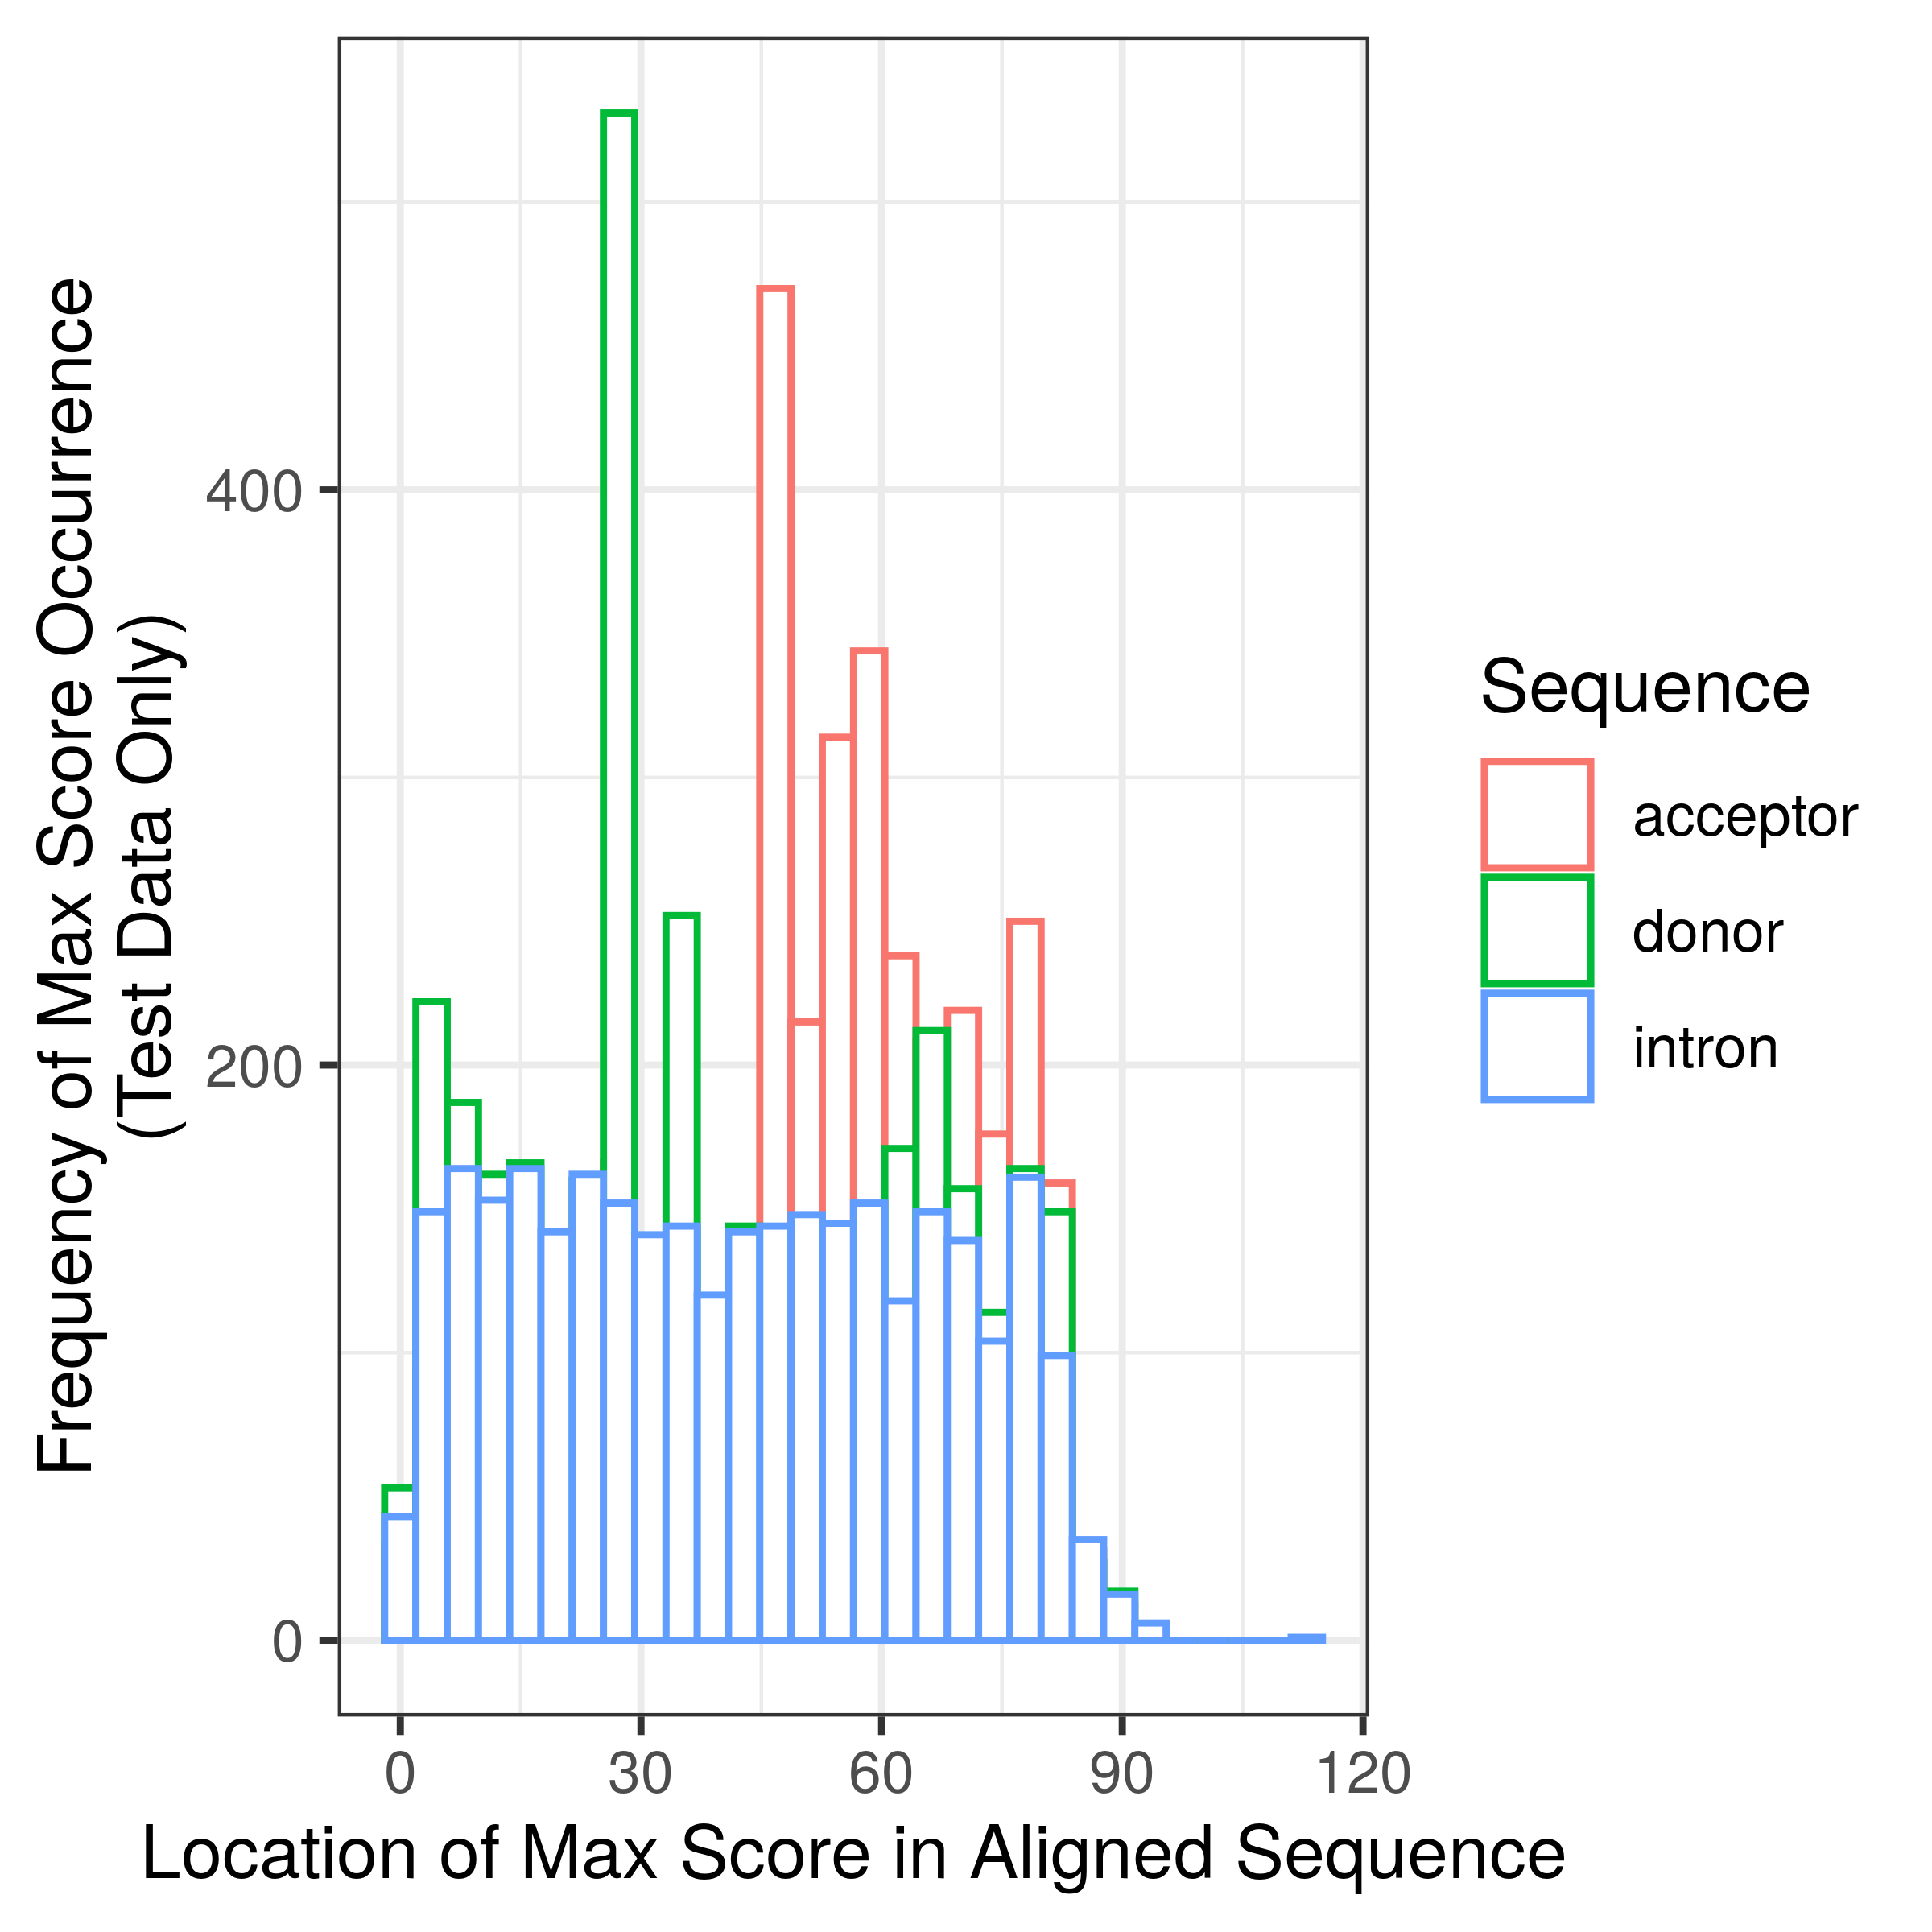 Frequency of Max Score Occurrence
(Test Data Only)
400
200
0
0 30 60 90 120
Location of Max Score in Aligned Sequence
Sequence
acceptor
donor
intron